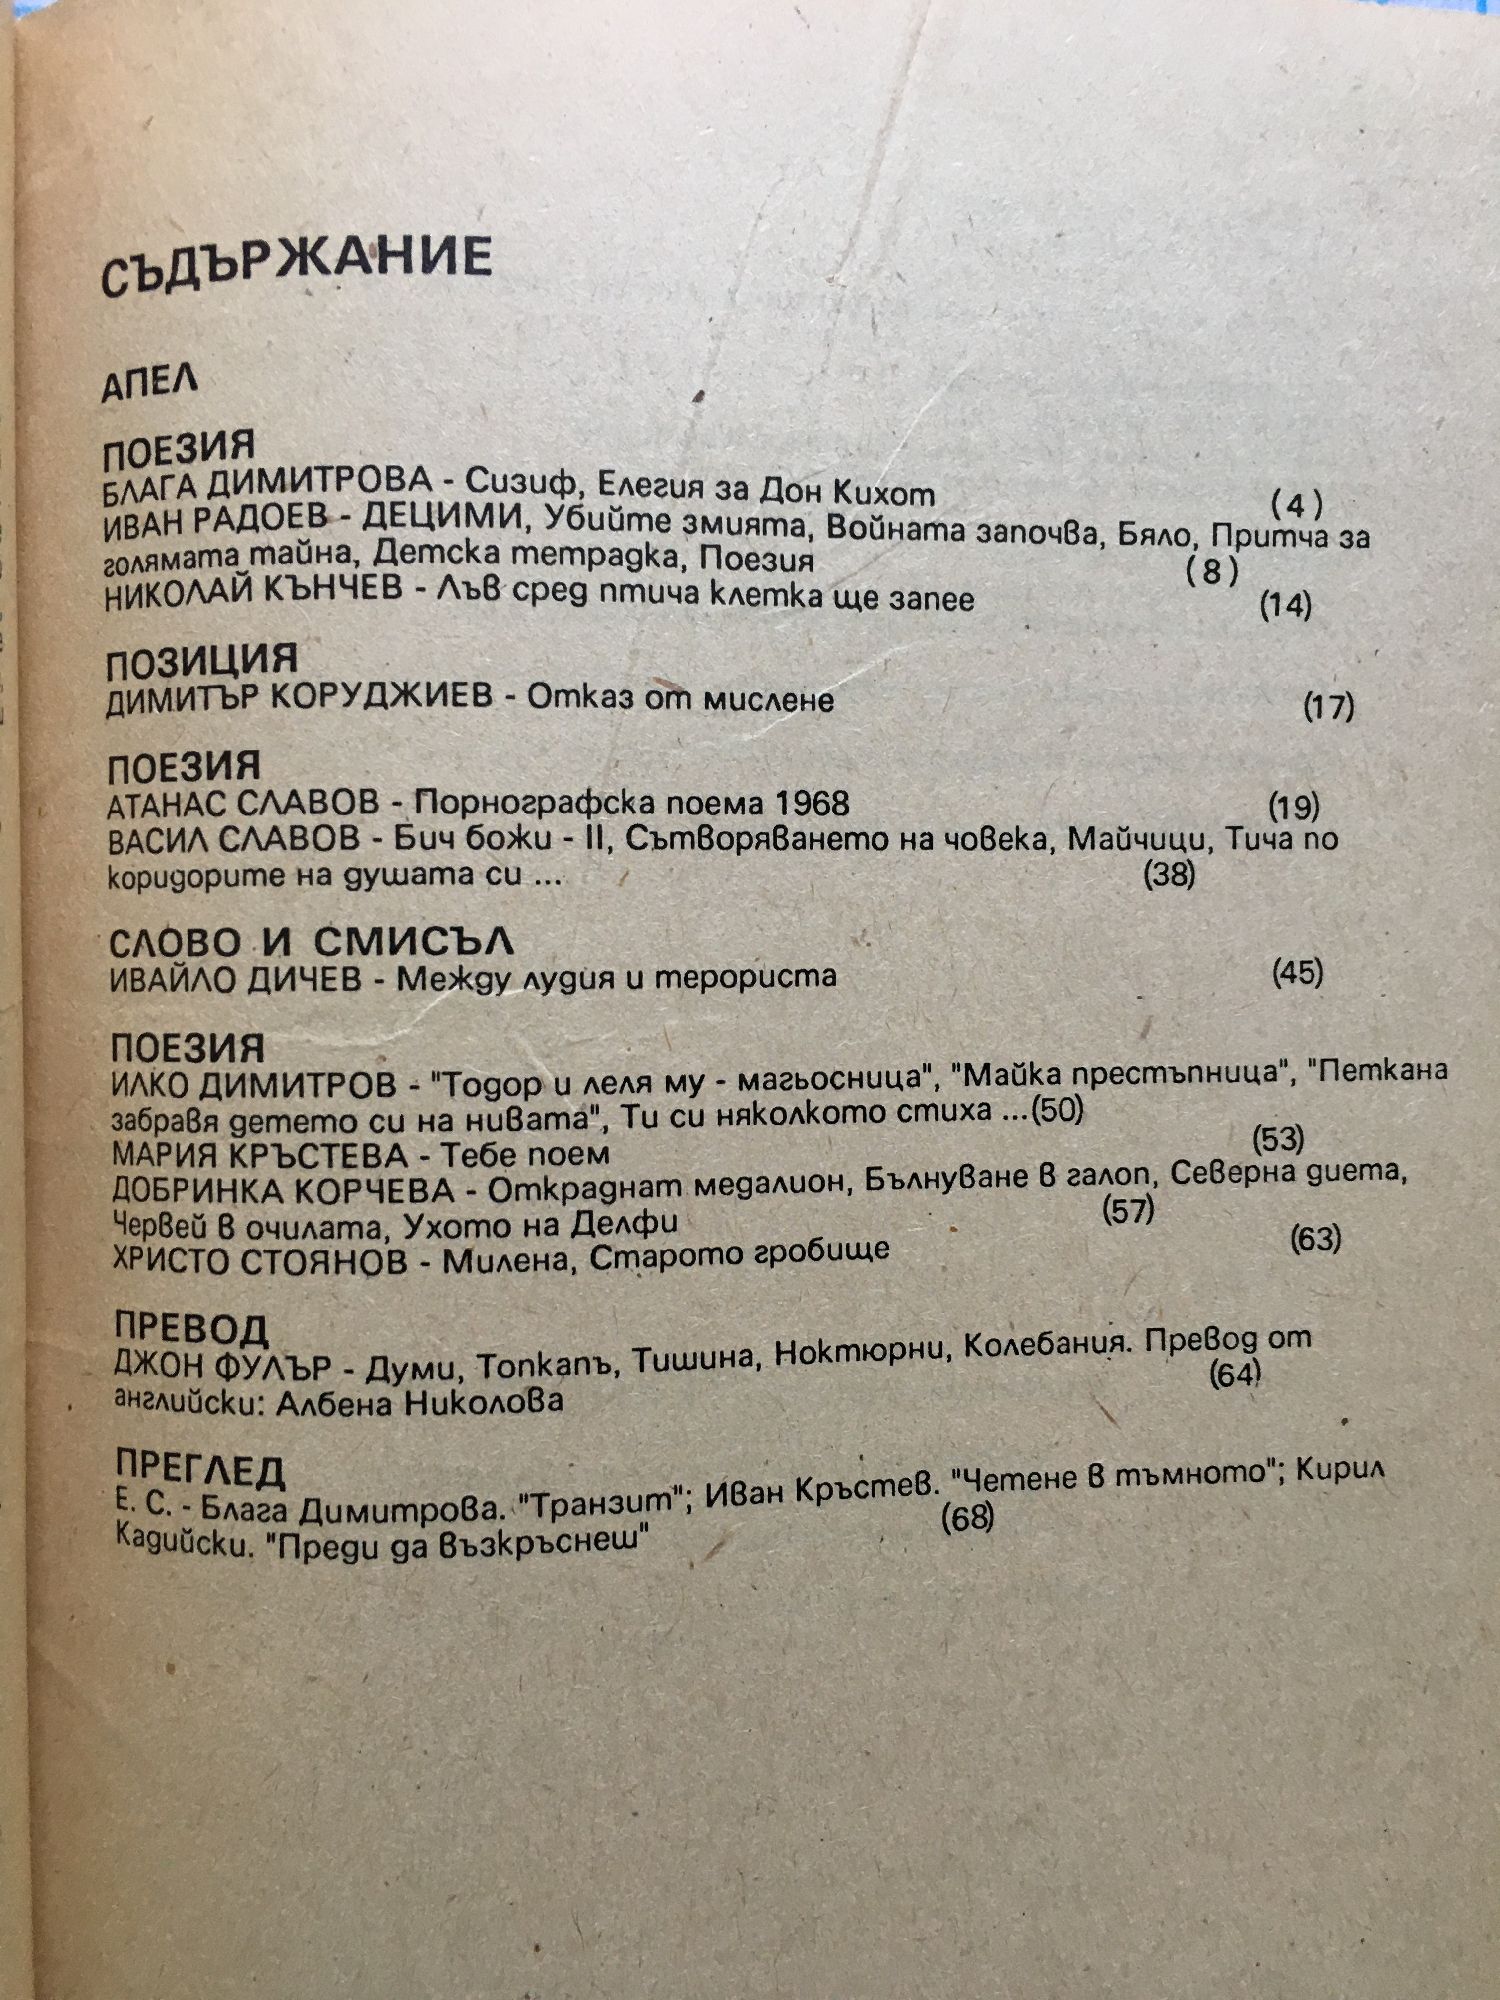 СЪДЪРЖАНИЕ
АПЕЛ
ПОЕЗИЯ
БЛАГА ДИМИТРОВА - Сизиф, Елегия за Дон Кихот (4)
ИВАН РАДОЕВ - ДЕЦИМИ, Убийте змията, Войната започва, Бяло, Притча за
голямата тайна, Детска тетрадка, Поезия (8)
НИКОЛАЙ КЪНЧЕВ - Лъв сред птича клетка ще запее (14)
ПОЗИЦИЯ
ДИМИТЪР КОРУДЖИЕВ - Отказ от мислене (17)
ПОЕЗИЯ
АТАНАС СЛАВОВ - Порнографска поема 1968 (19)
ВАСИЛ СЛАВОВ - Бич божи - II, Сътворяването на човека, Майчици, Тича по
коридорите на душата си ... (38)
СЛОВО И СМИСЪЛ
ИВАЙЛО ДИЧЕВ - Между лудия и терориста (45)
ПОЕЗИЯ
ИЛКО ДИМИТРОВ - "Тодор и леля му - магьосница", "Майка престъпница", "Петкана
забравя детето си на нивата", Ти си няколкото стиха ...(50)
МАРИЯ КРЪСТЕВА - Тебе поем (53)
ДОБРИНКА КОРЧЕВА - Откраднат медалион, Бълнуване в галоп, Северна диета,
Червей в очилата, Ухото на Делфи (57)
ХРИСТО СТОЯНОВ - Милена, Старото гробище (63)
ПРЕВОД
ДЖОН ФУЛЪР - Думи, Топкапъ, Тишина, Ноктюрни, Колебания. Превод от
английски: Албена Николова (64)
ПРЕГЛЕД
Е. С. - Блага Димитрова. "Транзит"; Иван Кръстев. "Четене в тъмното"; Кирил
Кадийски. "Преди да възкръснеш" (68)